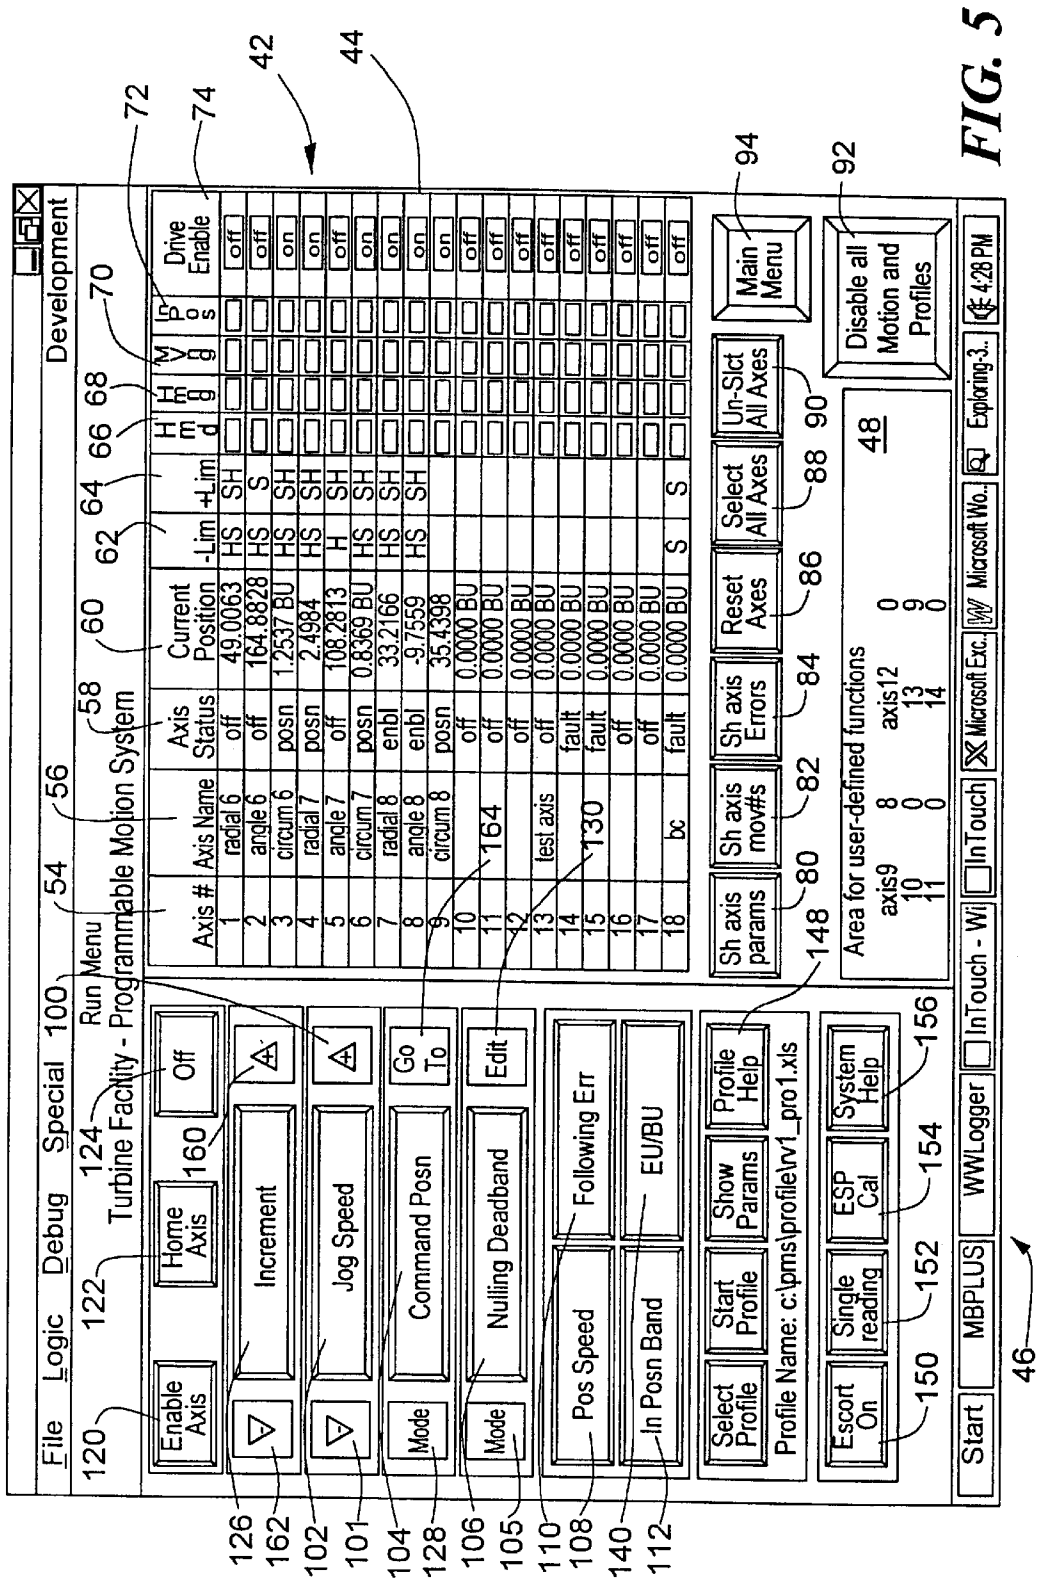 File Logic Debug Special Development
Run Menu
Turbine Facility - Programmable Motion System
Enable Axis
Home Axis
Off
Increment
Jog Speed
Mode
Command Posn
Go To
Mode
Nulling Deadband
Edit
Pos Speed
Following Err
In Posn Band
EU/BU
Select Profile
Start Profile
Show Params
Profile Help
Profile Name: c:\pms\profile\rv1_pro1.xls
Escort On
Single reading
ESP Cal
System Help
Axis # Axis Name Axis Status Current Position -Lim +Lim Hmd Hmg Mvng In Pos Drive Enable
1 radial 6 off 49.0063 HS SH off
2 angle 6 off 164.8828 HS S off
3 circum 6 posn 1.2537 BU HS SH on
4 radial 7 posn 2.4984 HS SH on
5 angle 7 off 108.2813 H SH off
6 circum 7 posn 0.8369 BU HS SH on
7 radial 8 enbl 33.2166 HS SH on
8 angle 8 enbl -9.7559 HS SH on
9 circum 8 posn 35.4398 on
10 off 0.0000 BU off
11 off 0.0000 BU off
12 off 0.0000 BU off
13 test axis off 0.0000 BU off
14 fault 0.0000 BU off
15 fault 0.0000 BU off
16 off 0.0000 BU off
17 off 0.0000 BU off
18 bc fault 0.0000 BU S S off
Sh axis params
Sh axis mov#s
Sh axis Errors
Reset Axes
Select All Axes
Un-Slct All Axes
Main Menu
Area for user-defined functions
axis9 8 axis12 0
10 0 13 9
11 0 14 0
48
Disable all Motion and Profiles
Start MBPLUS WWLogger InTouch - Wi InTouch Microsoft Exc.. Microsoft Wo.. Exploring-3.. 4:28 PM
120
122
124
160
100
54
56
58
60
62
64
66
68
70
72
74
42
44
126
162
102
101
104
128
106
105
110
108
140
112
164
130
148
80
82
84
86
88
90
94
92
150
152
154
156
46
FIG. 5